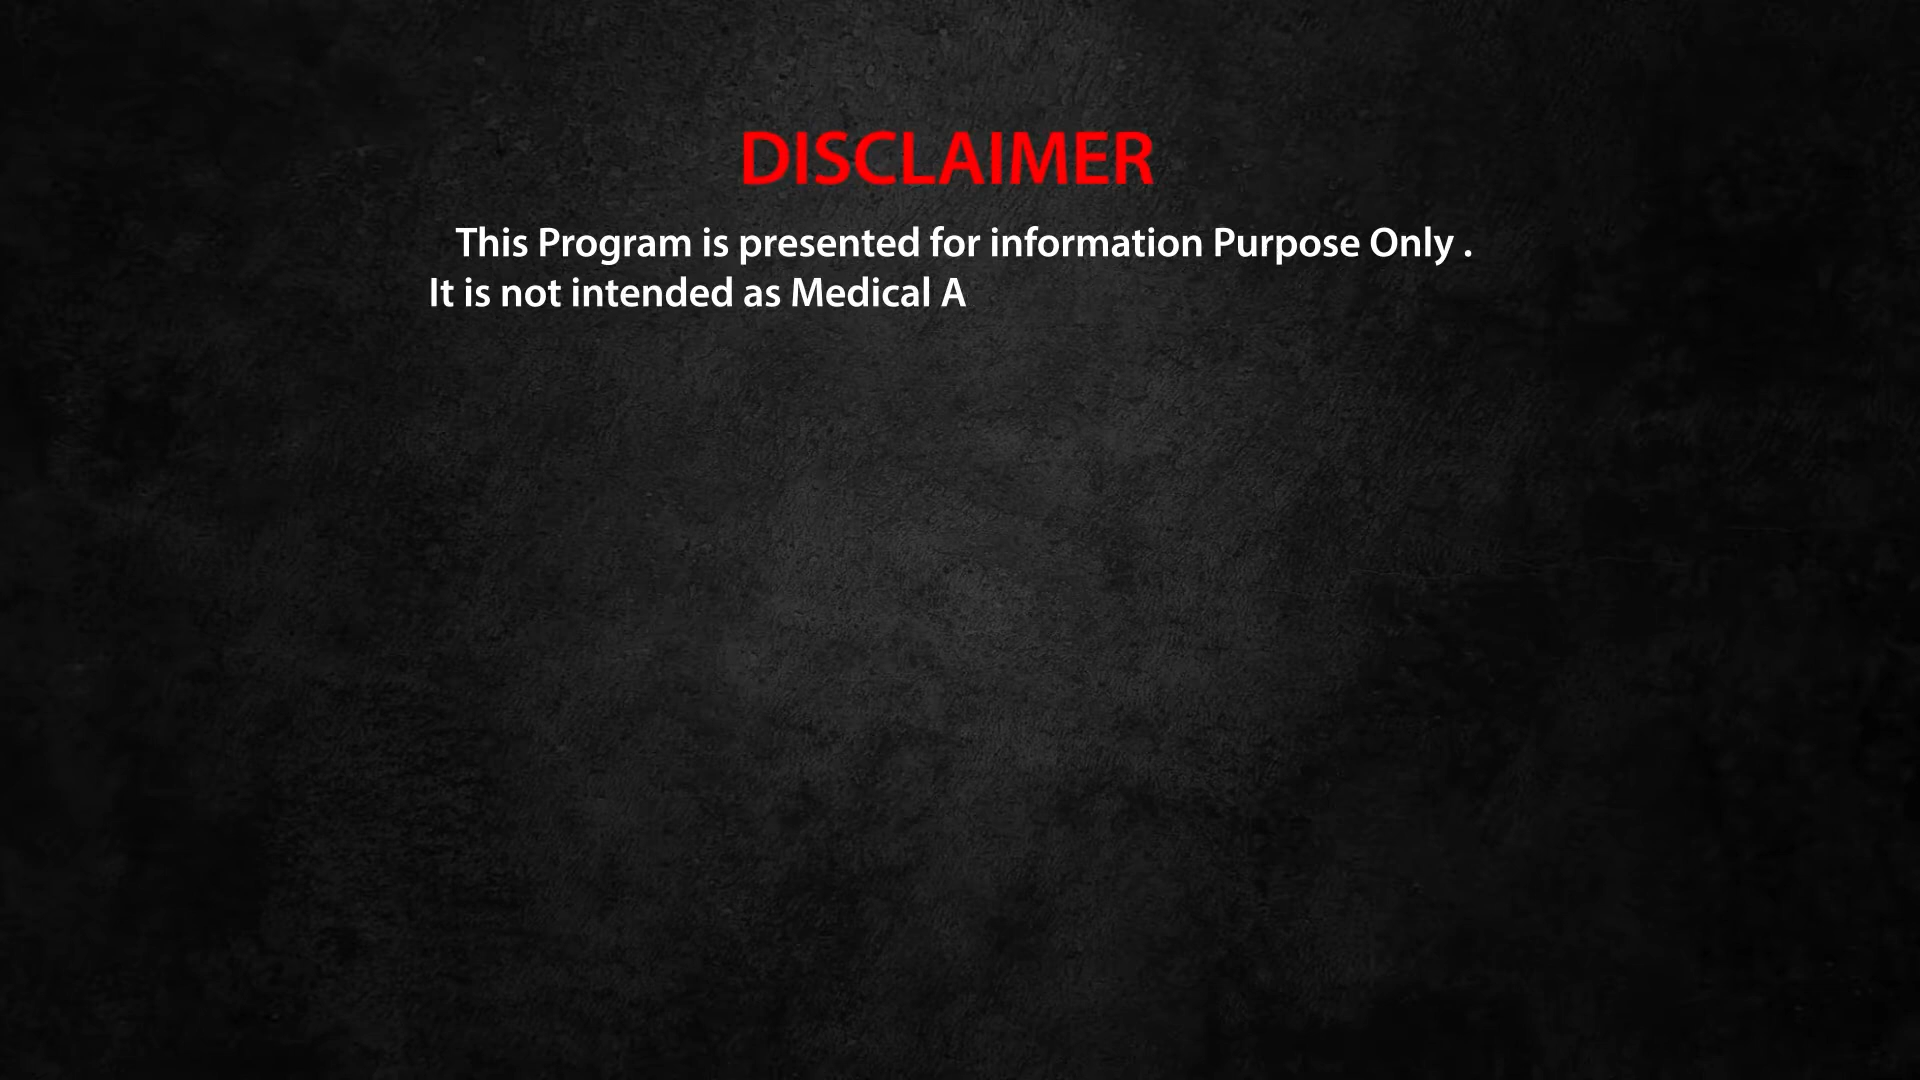 DISCLAIMER
This Program is presented for information Purpose Only .
It is not intended as Medical A